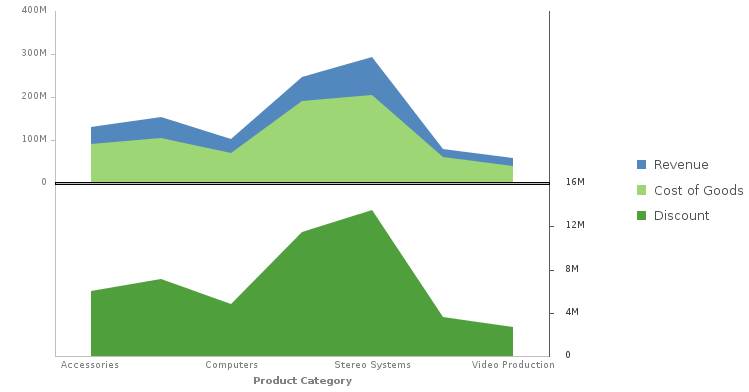 400M
300M
200M
100M
0
16M
12M
8M
4M
0
Accessories Computers Stereo Systems Video Production
Product Category
Revenue
Cost of Goods
Discount